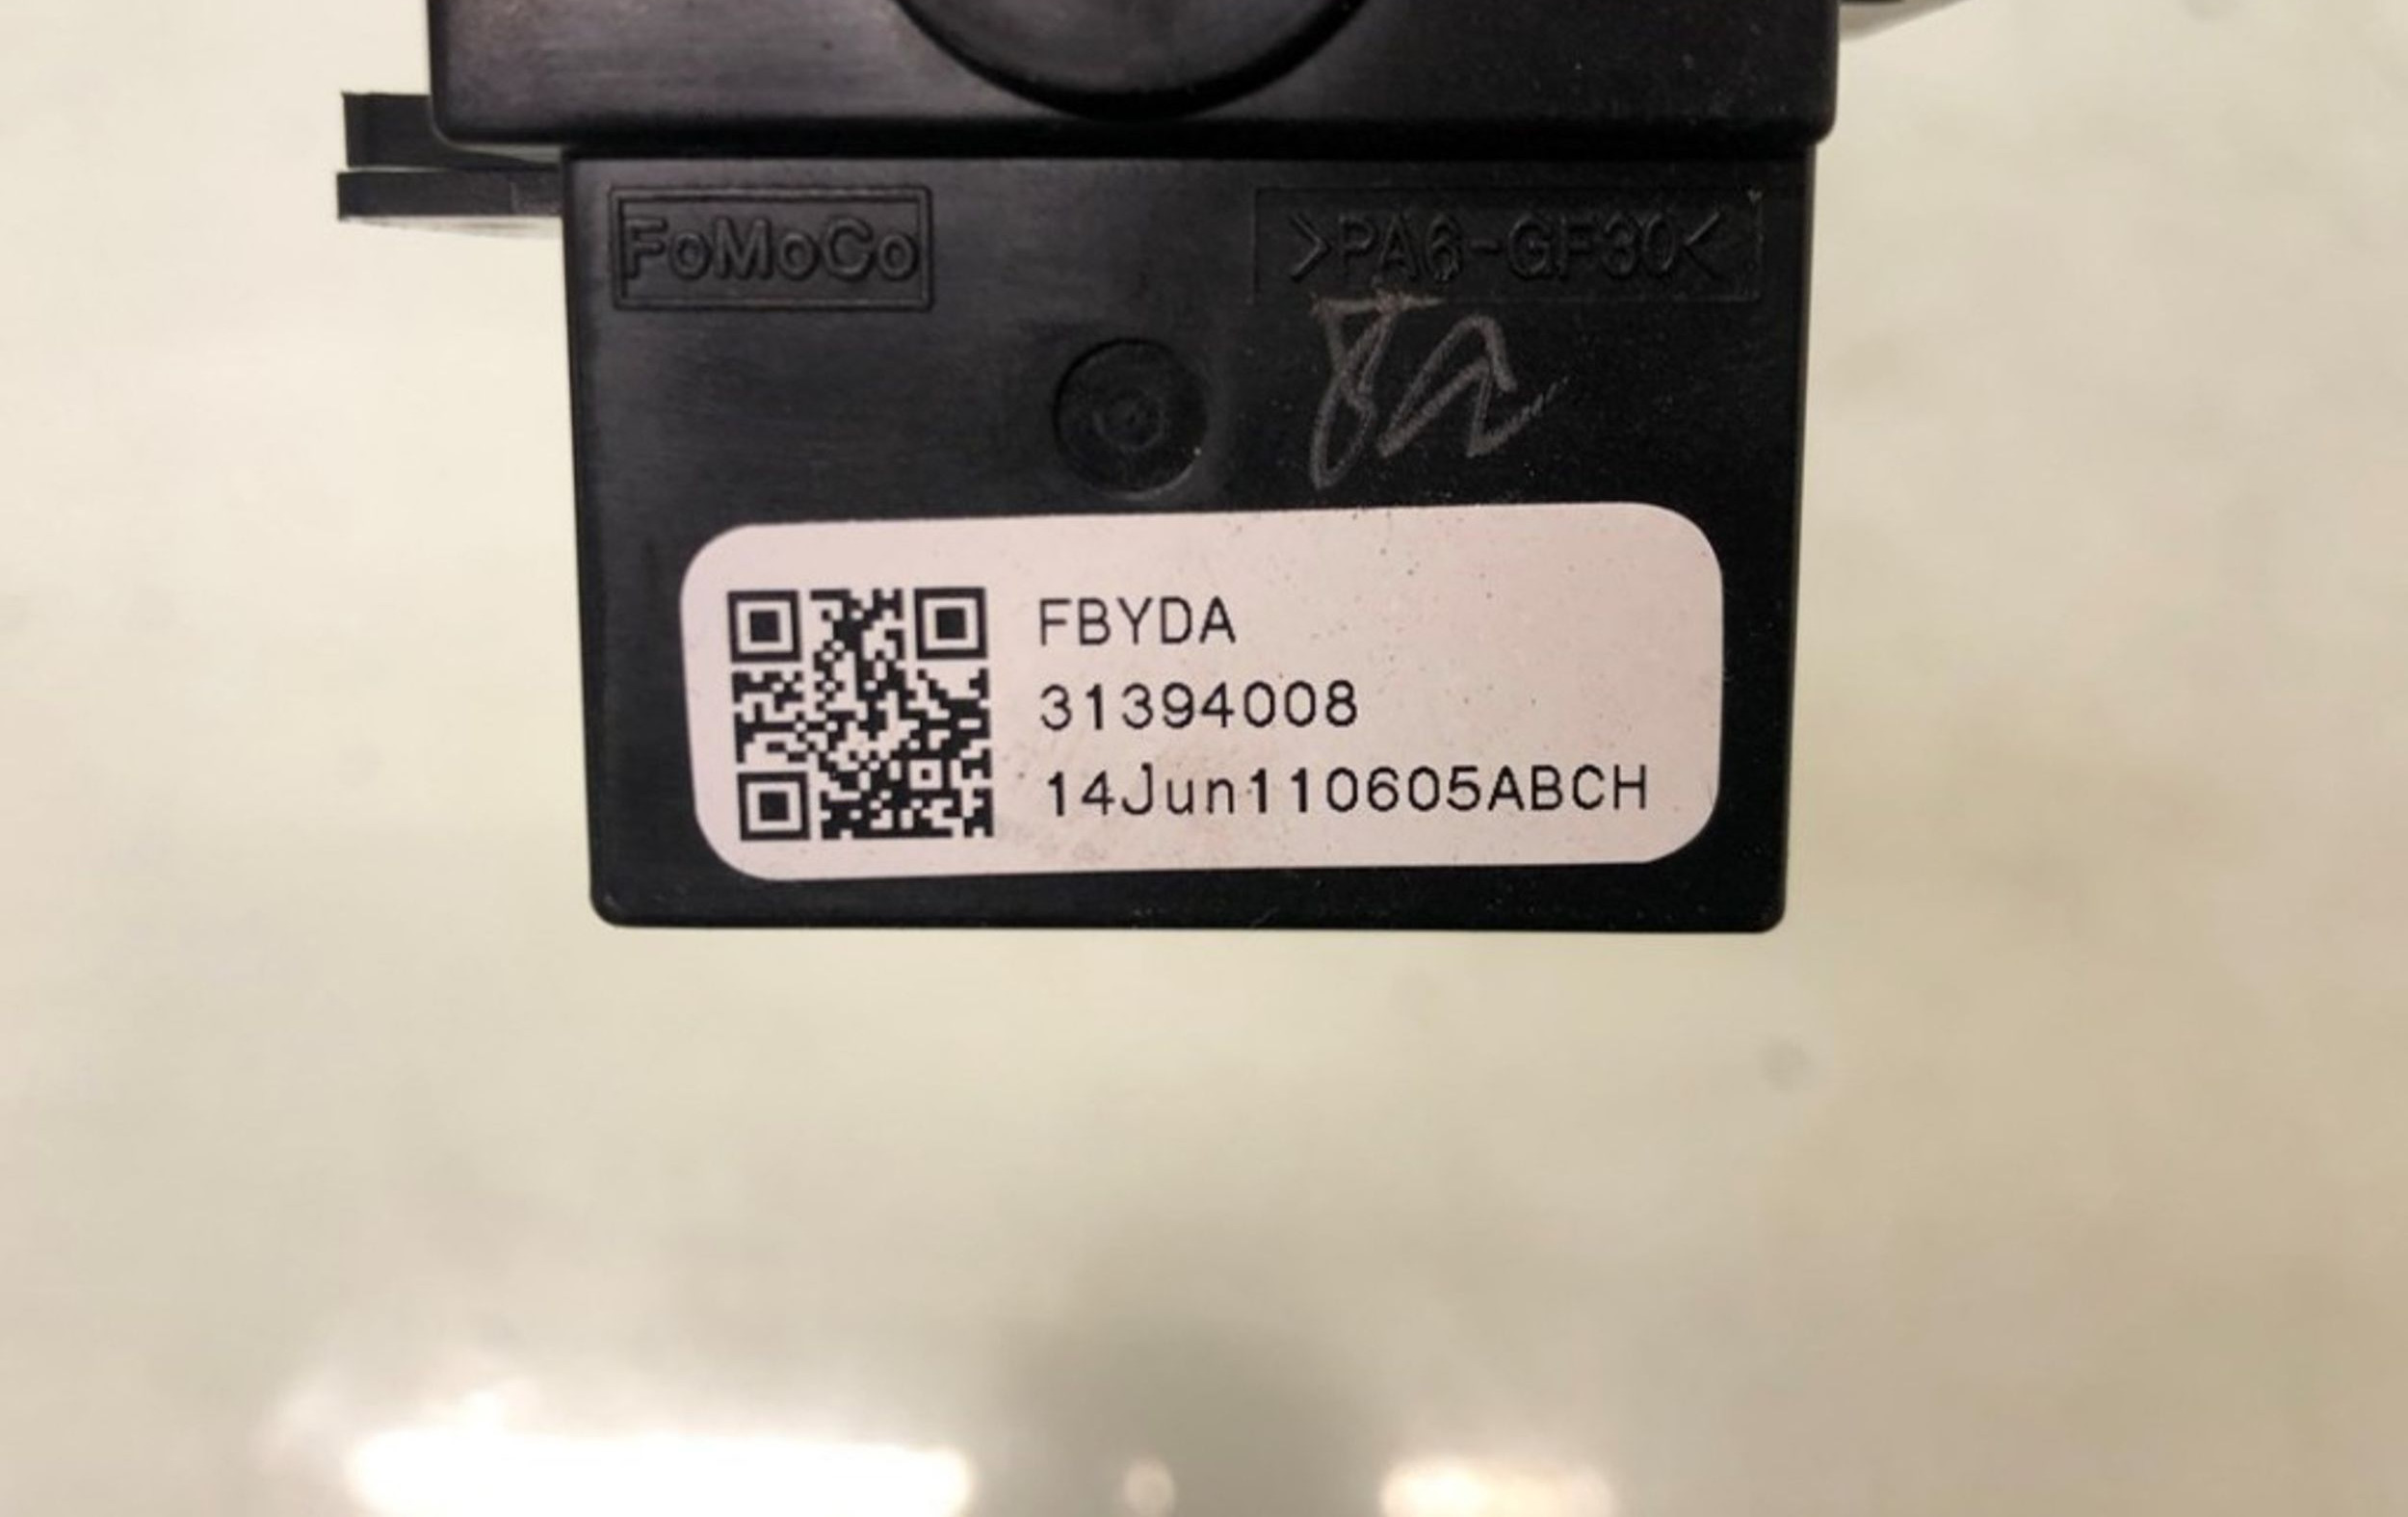 FoMoCo
>PA6-GF30<
FBYDA
31394008
14Jun110605ABCH